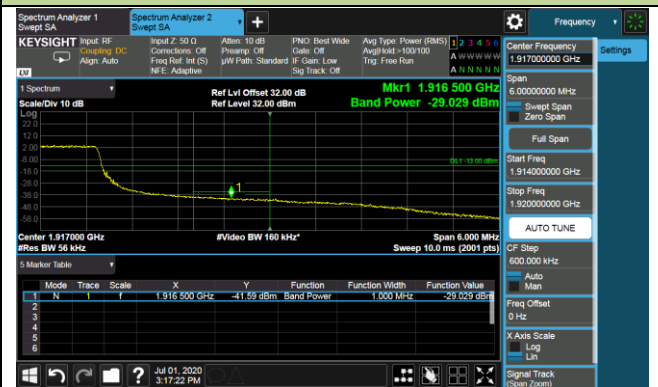 Spectrum Analyzer 1
Swept SA
Spectrum Analyzer 2
Swept SA
+
Frequency
KEYSIGHT
Input: RF
Coupling: DC
Align: Auto
Input Z: 50 Ω
Corrections: Off
Freq Ref: Int (S)
NFE: Adaptive
Atten: 10 dB
Preamp: Off
µW Path: Standard
PNO: Best Wide
Gate: Off
IF Gain: Low
Sig Track: Off
Avg Type: Power (RMS)
Avg|Hold:>100/100
Trig: Free Run
1 2 3 4 5 6
A W W W W W
A N N N N N
LXI
1 Spectrum
Scale/Div 10 dB
Ref Lvl Offset 32.00 dB
Ref Level 32.00 dBm
Mkr1 1.916 500 GHz
Band Power -29.029 dBm
Log
22.0
12.0
2.00
-8.00
-18.0
-28.0
-38.0
-48.0
-58.0
DL1 -13.00 dBm
1
Center 1.917000 GHz
#Res BW 56 kHz
#Video BW 160 kHz*
Span 6.000 MHz
Sweep 10.0 ms (2001 pts)
5 Marker Table
Mode Trace Scale X Y Function Function Width Function Value
1 N 1 f 1.916 500 GHz -41.59 dBm Band Power 1.000 MHz -29.029 dBm
2
3
4
5
6
Jul 01, 2020
3:17:22 PM
Settings
Center Frequency
1.917000000 GHz
Span
6.00000000 MHz
Swept Span
Zero Span
Full Span
Start Freq
1.914000000 GHz
Stop Freq
1.920000000 GHz
AUTO TUNE
CF Step
600.000 kHz
Auto
Man
Freq Offset
0 Hz
X Axis Scale
Log
Lin
Signal Track
(Span Zoom)